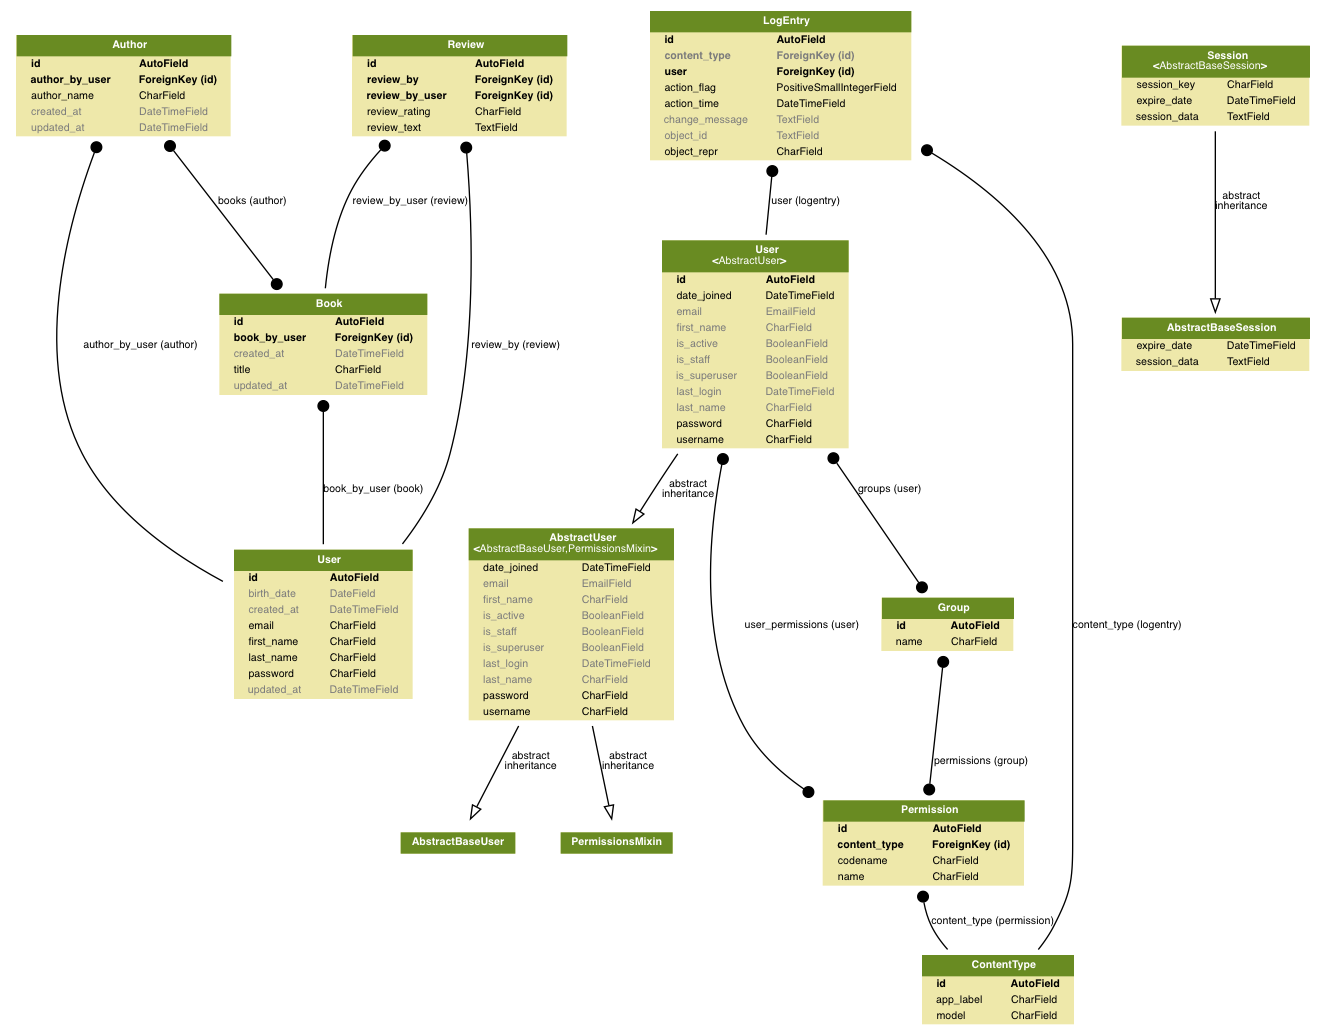 Author
id AutoField
author_by_user ForeignKey (id)
author_name CharField
created_at DateTimeField
updated_at DateTimeField
Review
id AutoField
review_by ForeignKey (id)
review_by_user ForeignKey (id)
review_rating CharField
review_text TextField
LogEntry
id AutoField
content_type ForeignKey (id)
user ForeignKey (id)
action_flag PositiveSmallIntegerField
action_time DateTimeField
change_message TextField
object_id TextField
object_repr CharField
Session
<AbstractBaseSession>
session_key CharField
expire_date DateTimeField
session_data TextField
books (author)
review_by_user (review)
user (logentry)
abstract
inheritance
User
<AbstractUser>
id AutoField
date_joined DateTimeField
email EmailField
first_name CharField
is_active BooleanField
is_staff BooleanField
is_superuser BooleanField
last_login DateTimeField
last_name CharField
password CharField
username CharField
Book
id AutoField
book_by_user ForeignKey (id)
created_at DateTimeField
title CharField
updated_at DateTimeField
AbstractBaseSession
expire_date DateTimeField
session_data TextField
author_by_user (author)
review_by (review)
book_by_user (book)
abstract
inheritance
groups (user)
User
id AutoField
birth_date DateField
created_at DateTimeField
email CharField
first_name CharField
last_name CharField
password CharField
updated_at DateTimeField
AbstractUser
<AbstractBaseUser,PermissionsMixin>
date_joined DateTimeField
email EmailField
first_name CharField
is_active BooleanField
is_staff BooleanField
is_superuser BooleanField
last_login DateTimeField
last_name CharField
password CharField
username CharField
user_permissions (user)
Group
id AutoField
name CharField
content_type (logentry)
abstract
inheritance
abstract
inheritance
permissions (group)
AbstractBaseUser
PermissionsMixin
Permission
id AutoField
content_type ForeignKey (id)
codename CharField
name CharField
content_type (permission)
ContentType
id AutoField
app_label CharField
model CharField